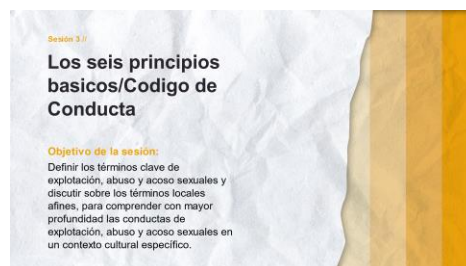 Sesión 3 //
Los seis principios
basicos/Codigo de
Conducta
Objetivo de la sesión:
Definir los términos clave de
explotación, abuso y acoso sexuales y
discutir sobre los términos locales
afines, para comprender con mayor
profundidad las conductas de
explotación, abuso y acoso sexuales en
un contexto cultural específico.